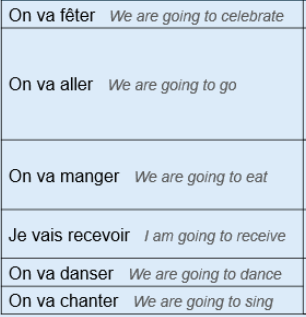 On va fêter We are going to celebrate
On va aller We are going to go
On va manger We are going to eat
Je vais recevoir I am going to receive
On va danser We are going to dance
On va chanter We are going to sing